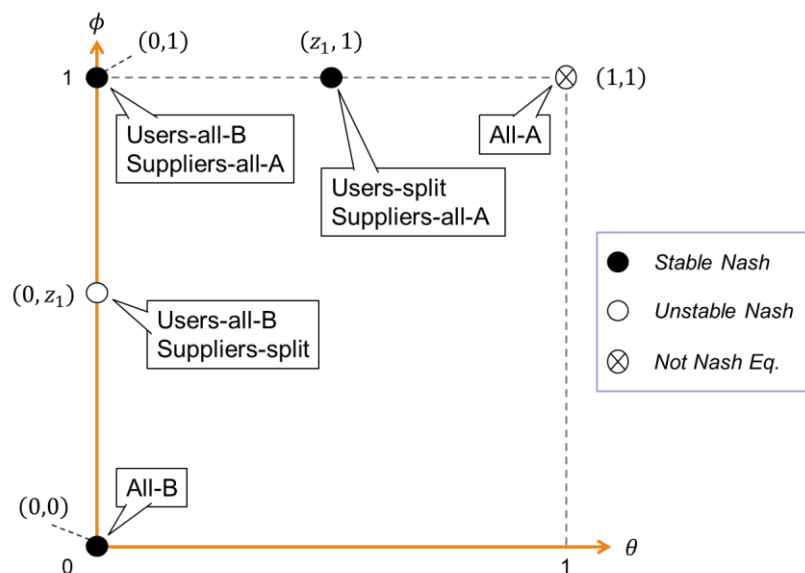 ϕ
(0,1)
(z₁, 1)
1
(1,1)
Users-all-B
Suppliers-all-A
All-A
Users-split
Suppliers-all-A
Stable Nash
(0, z₁)
Unstable Nash
Users-all-B
Suppliers-split
Not Nash Eq.
All-B
(0,0)
0
1
θ